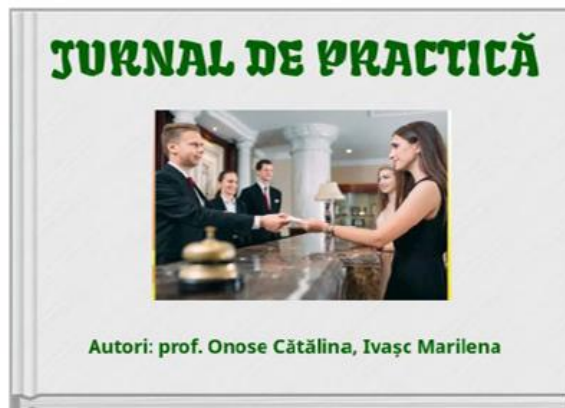 JURNAL DE PRACTICĂ
Autori: prof. Onose Cătălina, Ivașc Marilena